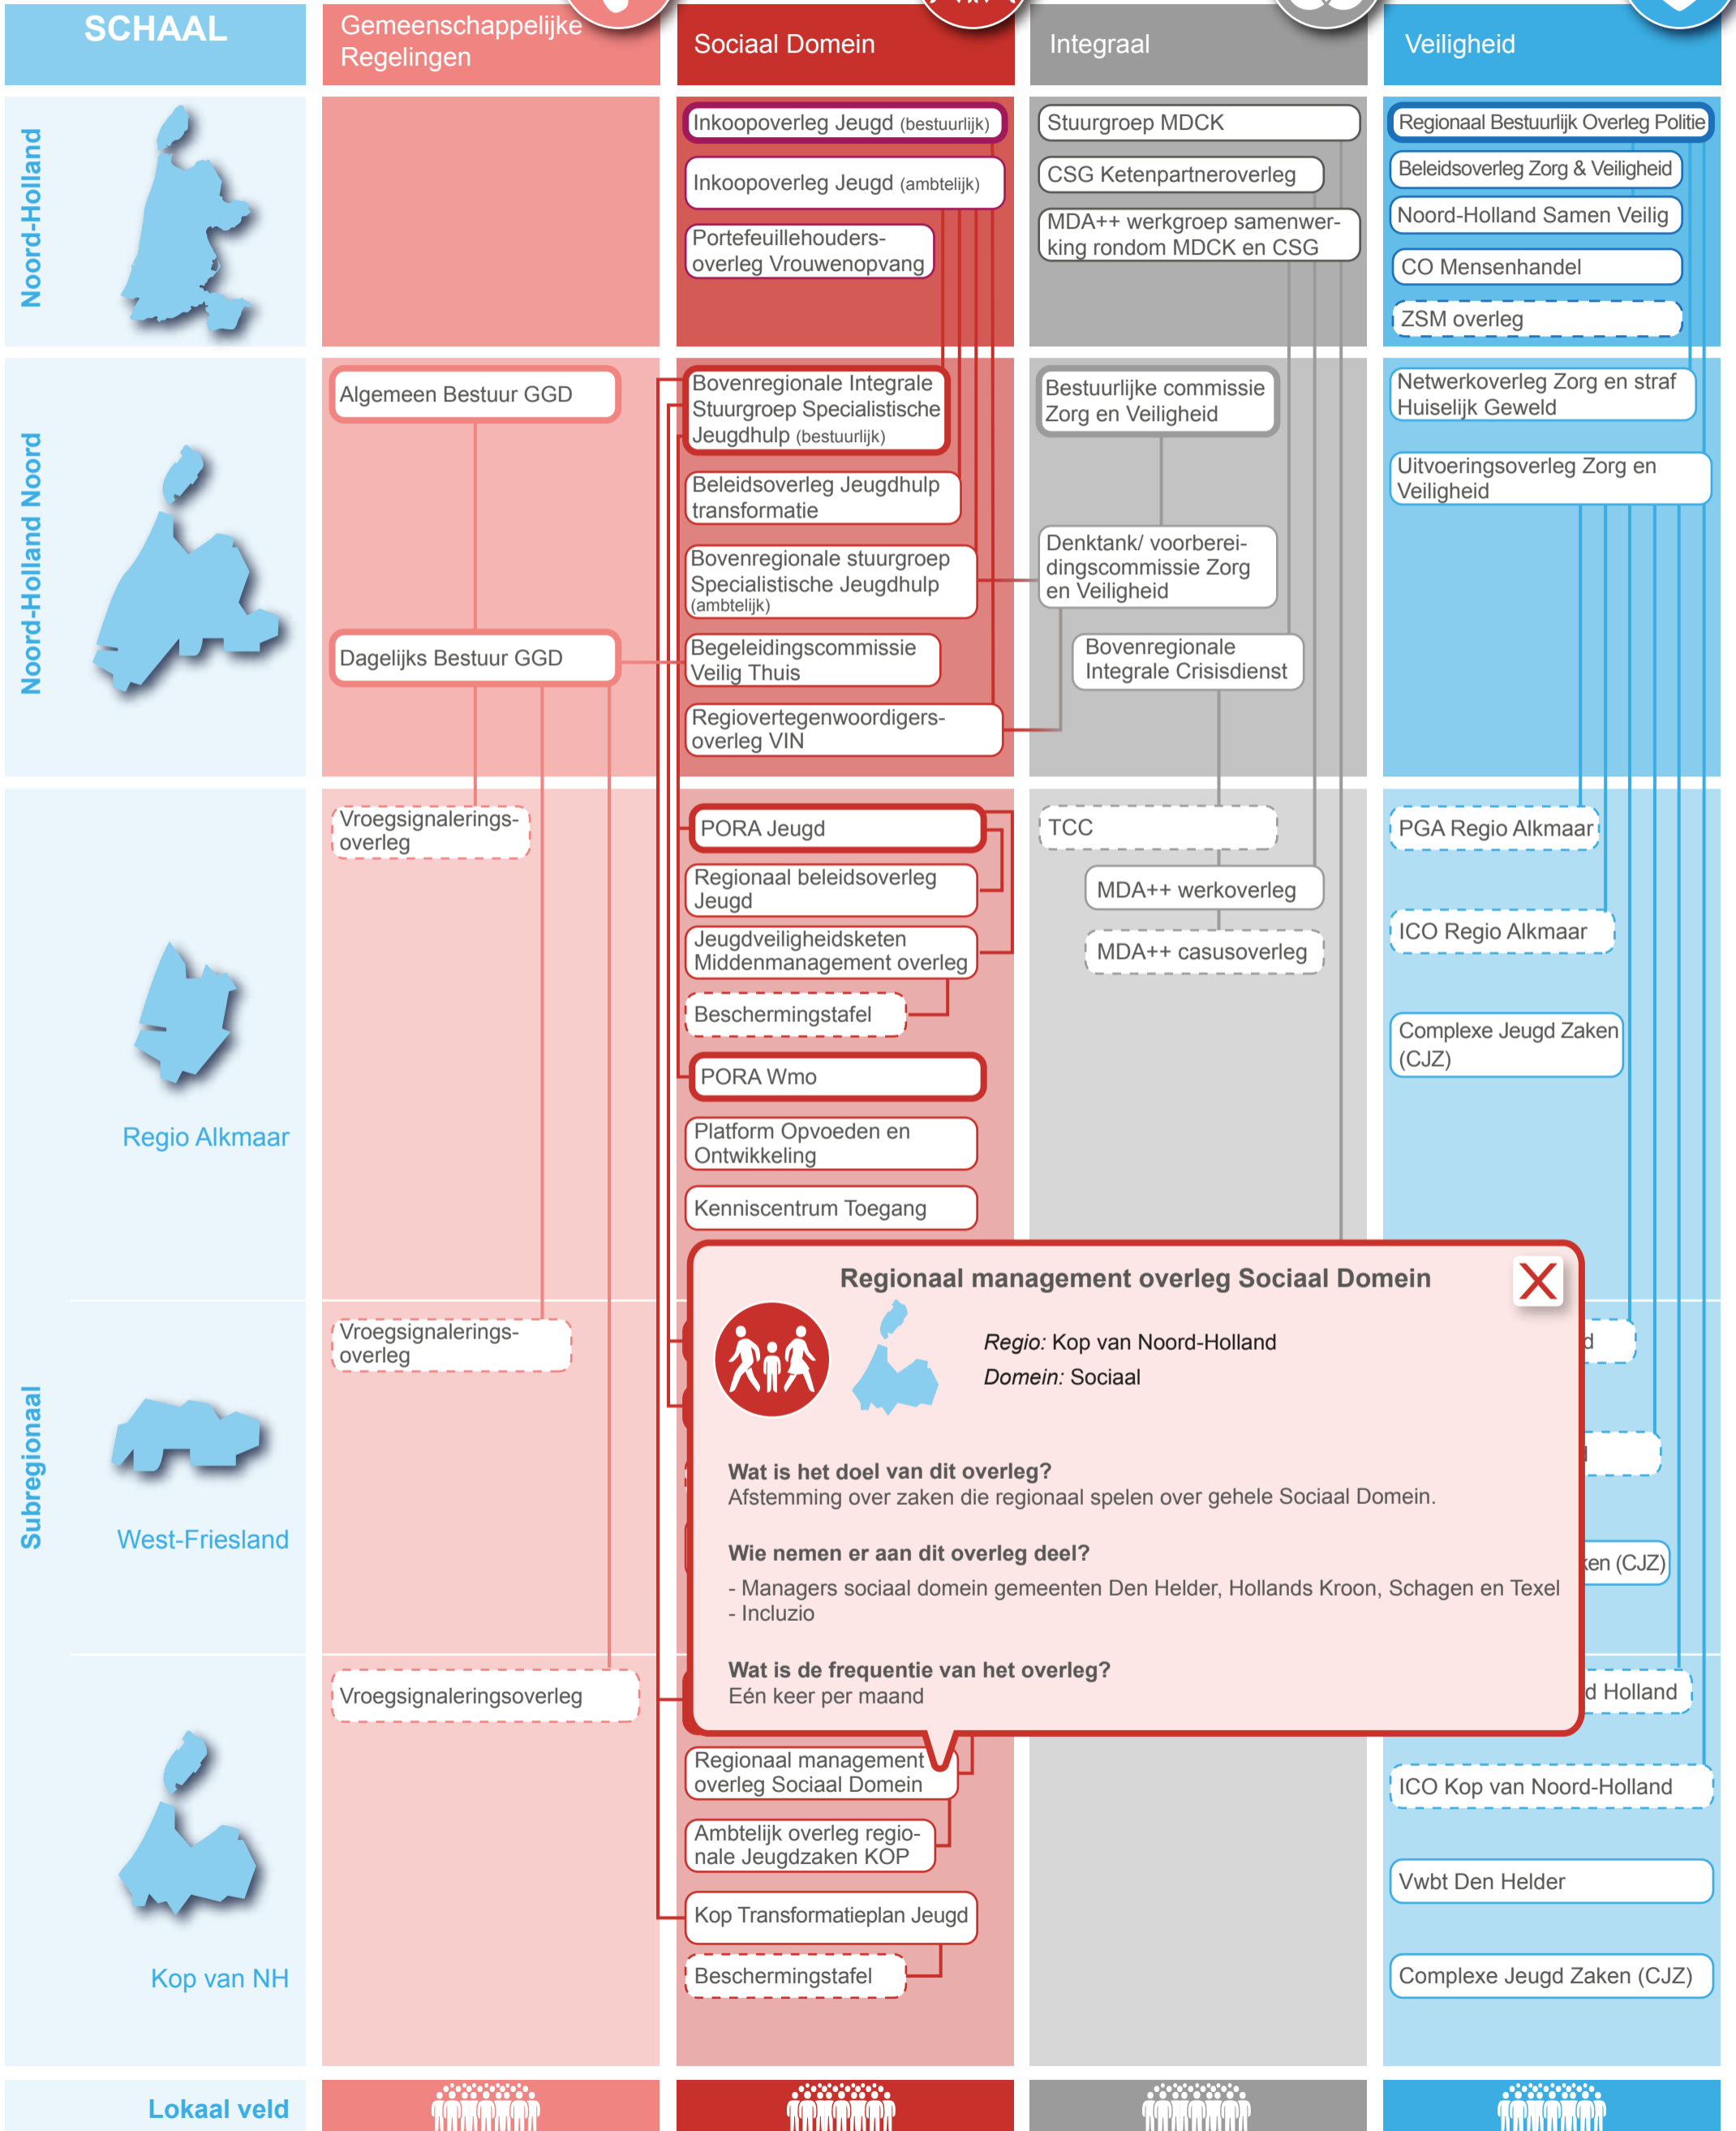 SCHAAL
Gemeenschappelijke
Regelingen
Sociaal Domein
Integraal
Veiligheid
Noord-Holland
Inkoopoverleg Jeugd (bestuurlijk)
Inkoopoverleg Jeugd (ambtelijk)
Portefeuillehouders-
overleg Vrouwenopvang
Stuurgroep MDCK
CSG Ketenpartneroverleg
MDA++ werkgroep samenwer-
king rondom MDCK en CSG
Regionaal Bestuurlijk Overleg Politie
Beleidsoverleg Zorg & Veiligheid
Noord-Holland Samen Veilig
CO Mensenhandel
ZSM overleg
Noord-Holland Noord
Algemeen Bestuur GGD
Dagelijks Bestuur GGD
Bovenregionale Integrale
Stuurgroep Specialistische
Jeugdhulp (bestuurlijk)
Beleidsoverleg Jeugdhulp
transformatie
Bovenregionale stuurgroep
Specialistische Jeugdhulp
(ambtelijk)
Begeleidingscommissie
Veilig Thuis
Regiovertegenwoordigers-
overleg VIN
Bestuurlijke commissie
Zorg en Veiligheid
Denktank/ voorberei-
dingscommissie Zorg
en Veiligheid
Bovenregionale
Integrale Crisisdienst
Netwerkoverleg Zorg en straf
Huiselijk Geweld
Uitvoeringsoverleg Zorg en
Veiligheid
Subregionaal
Regio Alkmaar
Vroegsignalerings-
overleg
PORA Jeugd
Regionaal beleidsoverleg
Jeugd
Jeugdveiligheidsketen
Middenmanagement overleg
Beschermingstafel
PORA Wmo
Platform Opvoeden en
Ontwikkeling
Kenniscentrum Toegang
TCC
MDA++ werkoverleg
MDA++ casusoverleg
PGA Regio Alkmaar
ICO Regio Alkmaar
Complexe Jeugd Zaken
(CJZ)
West-Friesland
Vroegsignalerings-
overleg
Regionaal management overleg Sociaal Domein
X
Regio: Kop van Noord-Holland
Domein: Sociaal
Wat is het doel van dit overleg?
Afstemming over zaken die regionaal spelen over gehele Sociaal Domein.
Wie nemen er aan dit overleg deel?
- Managers sociaal domein gemeenten Den Helder, Hollands Kroon, Schagen en Texel
- Incluzio
Wat is de frequentie van het overleg?
Eén keer per maand
d
ken (CJZ)
d Holland
Kop van NH
Vroegsignaleringsoverleg
Regionaal management
overleg Sociaal Domein
Ambtelijk overleg regio-
nale Jeugdzaken KOP
Kop Transformatieplan Jeugd
Beschermingstafel
ICO Kop van Noord-Holland
Vwbt Den Helder
Complexe Jeugd Zaken (CJZ)
Lokaal veld